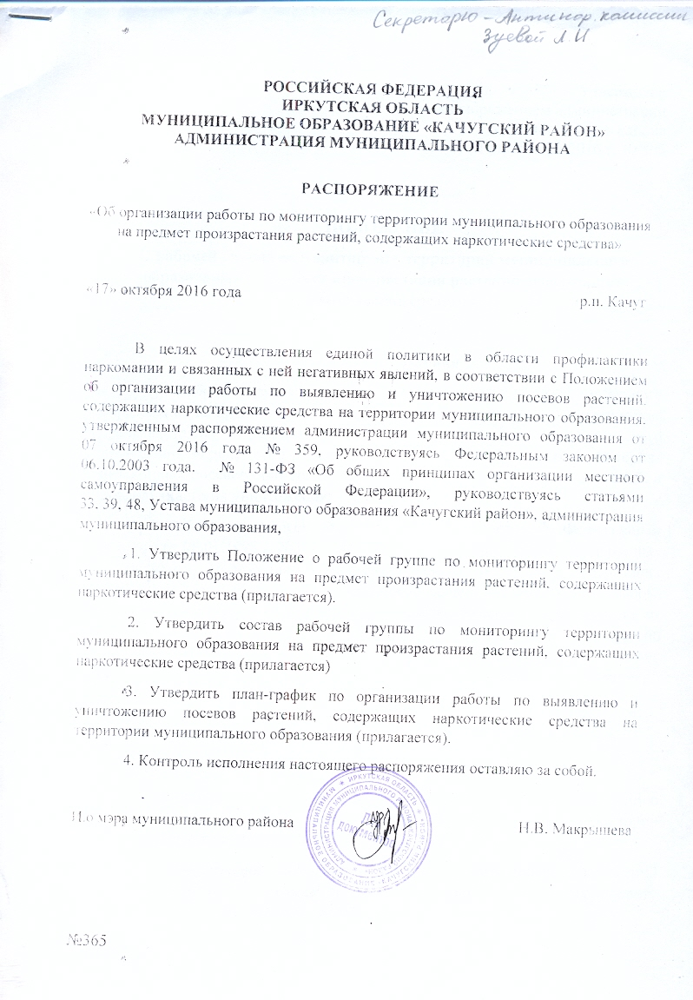 Секретарю - Антинар. комиссии
Зуевой Л.И
РОССИЙСКАЯ ФЕДЕРАЦИЯ
ИРКУТСКАЯ ОБЛАСТЬ
МУНИЦИПАЛЬНОЕ ОБРАЗОВАНИЕ «КАЧУГСКИЙ РАЙОН»
АДМИНИСТРАЦИЯ МУНИЦИПАЛЬНОГО РАЙОНА
РАСПОРЯЖЕНИЕ
«Об организации работы по мониторингу территории муниципального образования
на предмет произрастания растений, содержащих наркотические средства»
«17» октября 2016 года
р.п. Качуг
В целях осуществления единой политики в области профилактики
наркомании и связанных с ней негативных явлений, в соответствии с Положением
об организации работы по выявлению и уничтожению посевов растений,
содержащих наркотические средства на территории муниципального образования,
утвержденным распоряжением администрации муниципального образования от
07 октября 2016 года № 359, руководствуясь Федеральным законом от
06.10.2003 года. № 131-ФЗ «Об общих принципах организации местного
самоуправления в Российской Федерации», руководствуясь статьями
33, 39, 48, Устава муниципального образования «Качугский район», администрация
муниципального образования,
1. Утвердить Положение о рабочей группе по мониторингу территории
муниципального образования на предмет произрастания растений, содержащих
наркотические средства (прилагается).
2. Утвердить состав рабочей группы по мониторингу территории
муниципального образования на предмет произрастания растений, содержащих
наркотические средства (прилагается)
3. Утвердить план-график по организации работы по выявлению и
уничтожению посевов растений, содержащих наркотические средства на
территории муниципального образования (прилагается).
4. Контроль исполнения настоящего распоряжения оставляю за собой.
И.о мэра муниципального района
Н.В. Макрышева
ИРКУТСКАЯ ОБЛАСТЬ
ДЛЯ
ДОКУМЕНТОВ
№365